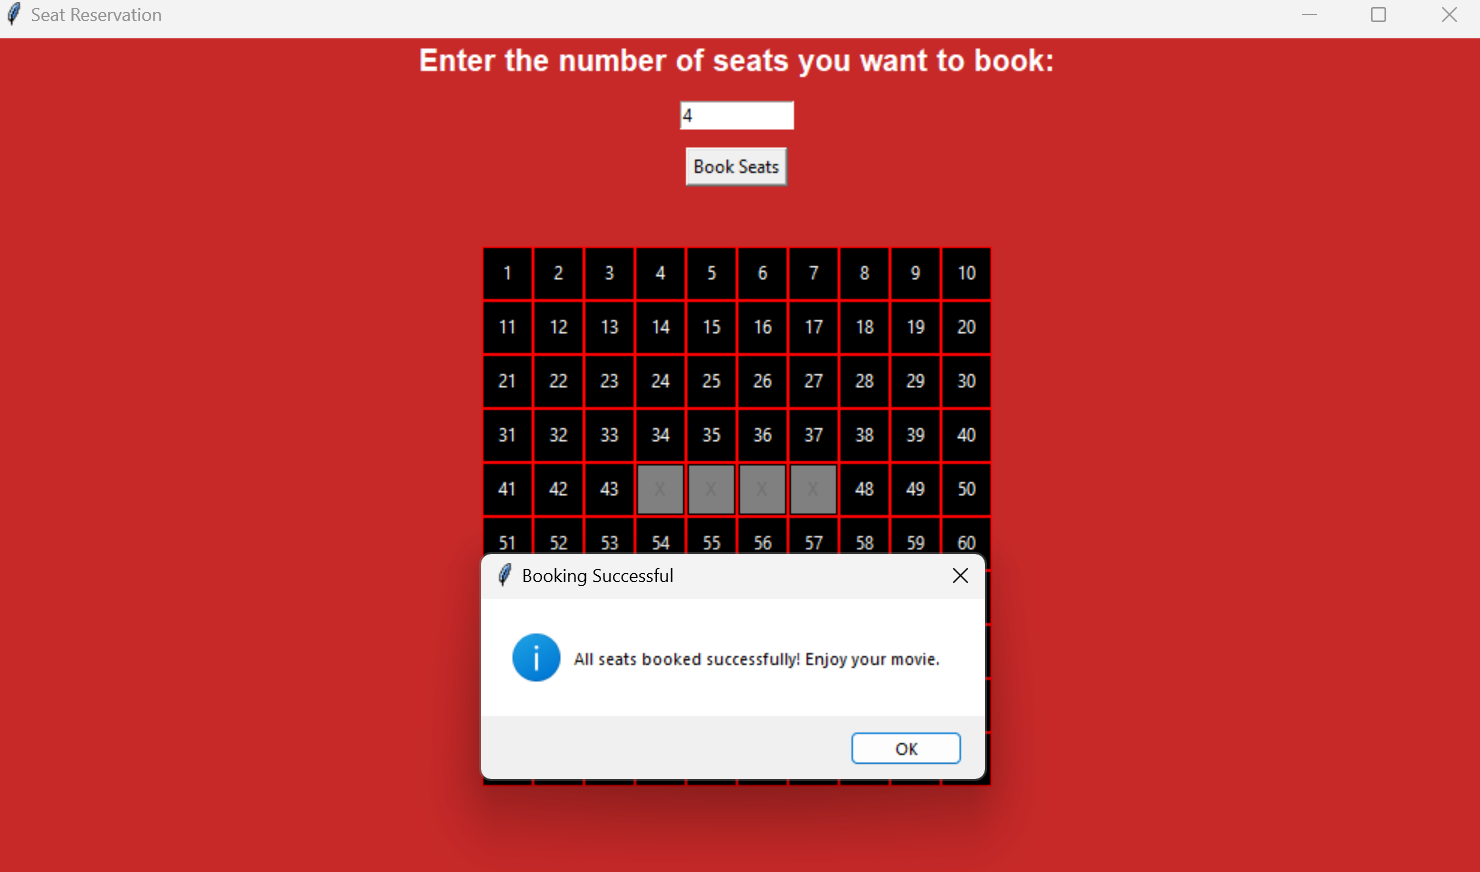 Seat Reservation
Enter the number of seats you want to book:
4
Book Seats
1 2 3 4 5 6 7 8 9 10
11 12 13 14 15 16 17 18 19 20
21 22 23 24 25 26 27 28 29 30
31 32 33 34 35 36 37 38 39 40
41 42 43 X X X X 48 49 50
51 52 53 54 55 56 57 58 59 60
Booking Successful
All seats booked successfully! Enjoy your movie.
OK